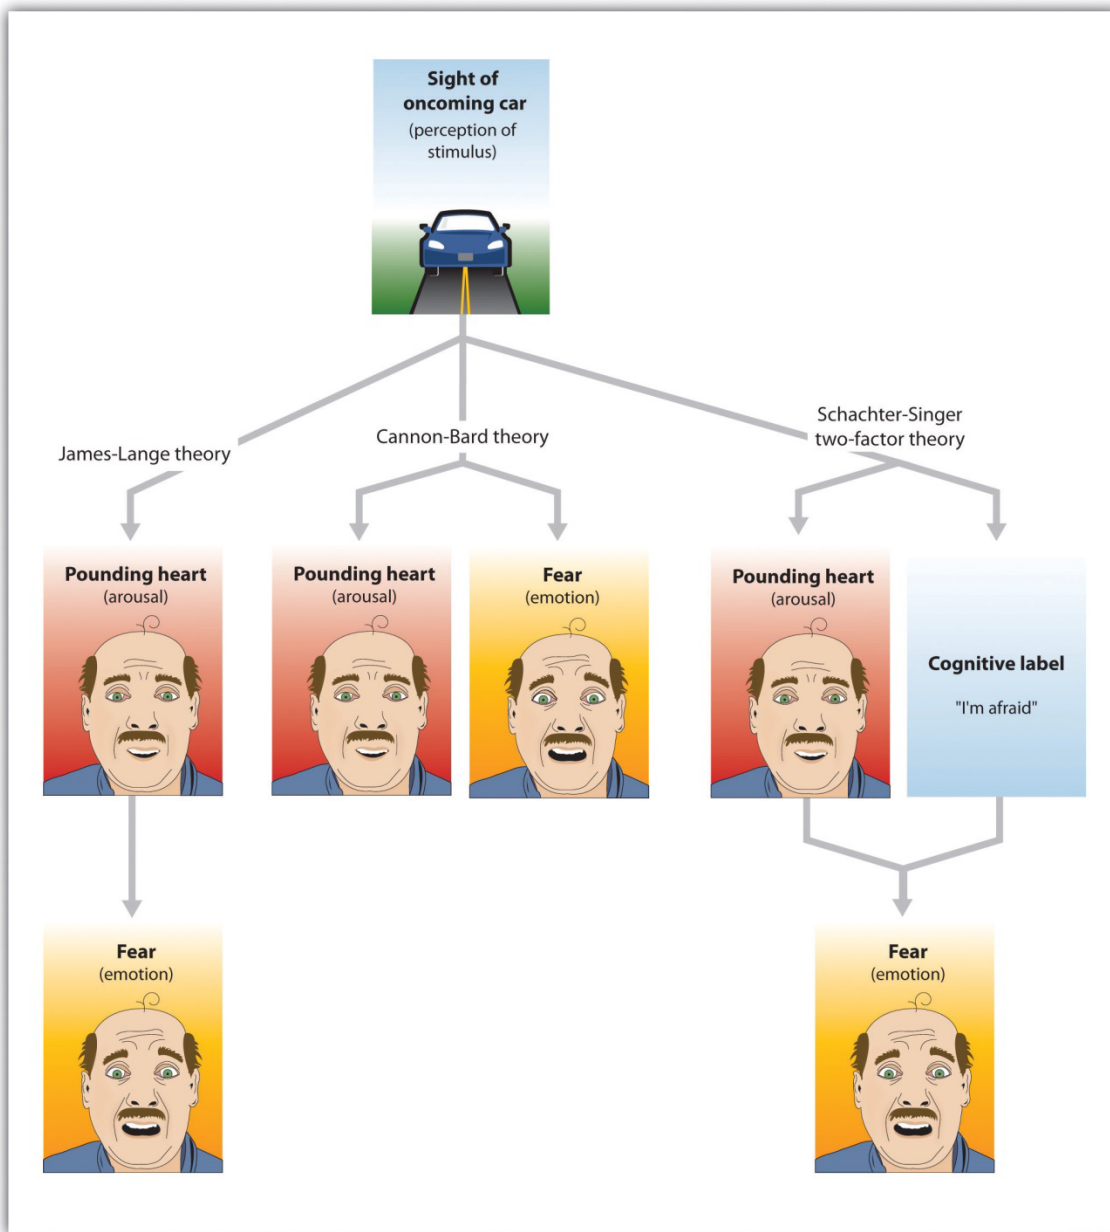 Sight of
oncoming car
(perception of
stimulus)
James-Lange theory
Cannon-Bard theory
Schachter-Singer
two-factor theory
Pounding heart
(arousal)
Pounding heart
(arousal)
Fear
(emotion)
Pounding heart
(arousal)
Cognitive label
"I'm afraid"
Fear
(emotion)
Fear
(emotion)